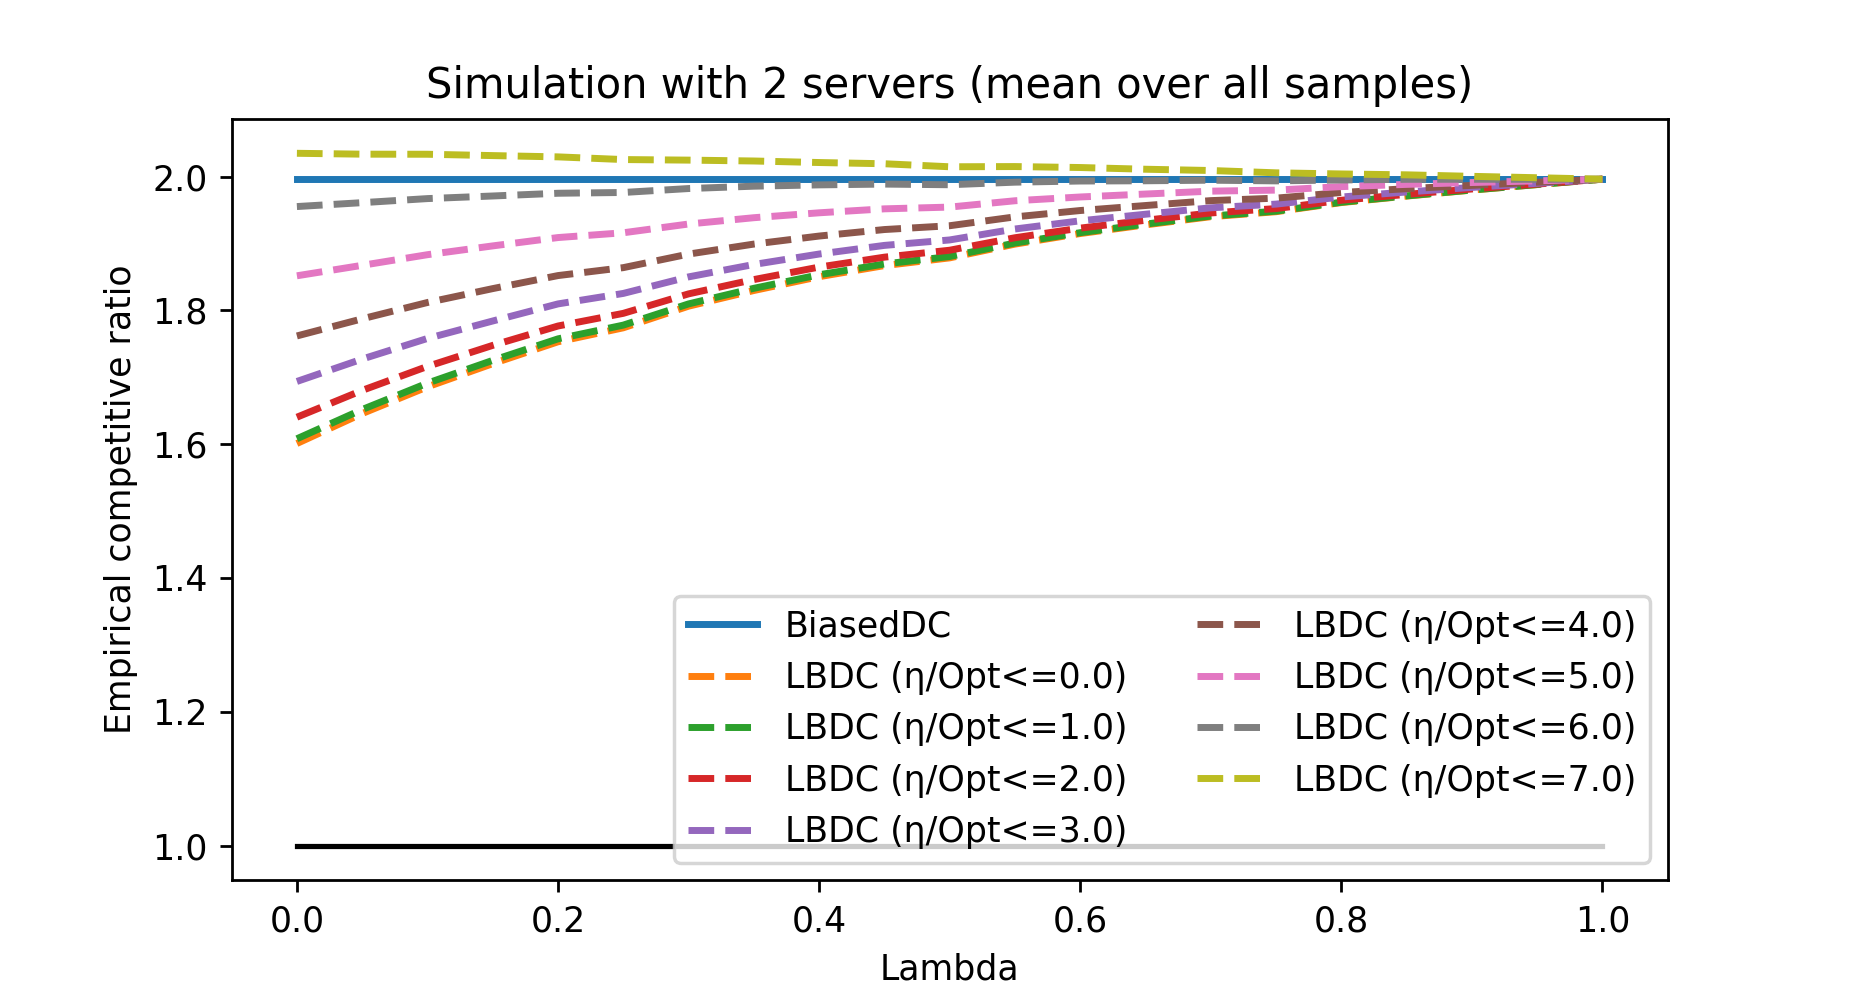 Simulation with 2 servers (mean over all samples)
Empirical competitive ratio
2.0
1.8
1.6
1.4
1.2
1.0
BiasedDC
LBDC (η/Opt<=0.0)
LBDC (η/Opt<=1.0)
LBDC (η/Opt<=2.0)
LBDC (η/Opt<=3.0)
LBDC (η/Opt<=4.0)
LBDC (η/Opt<=5.0)
LBDC (η/Opt<=6.0)
LBDC (η/Opt<=7.0)
0.0 0.2 0.4 0.6 0.8 1.0
Lambda